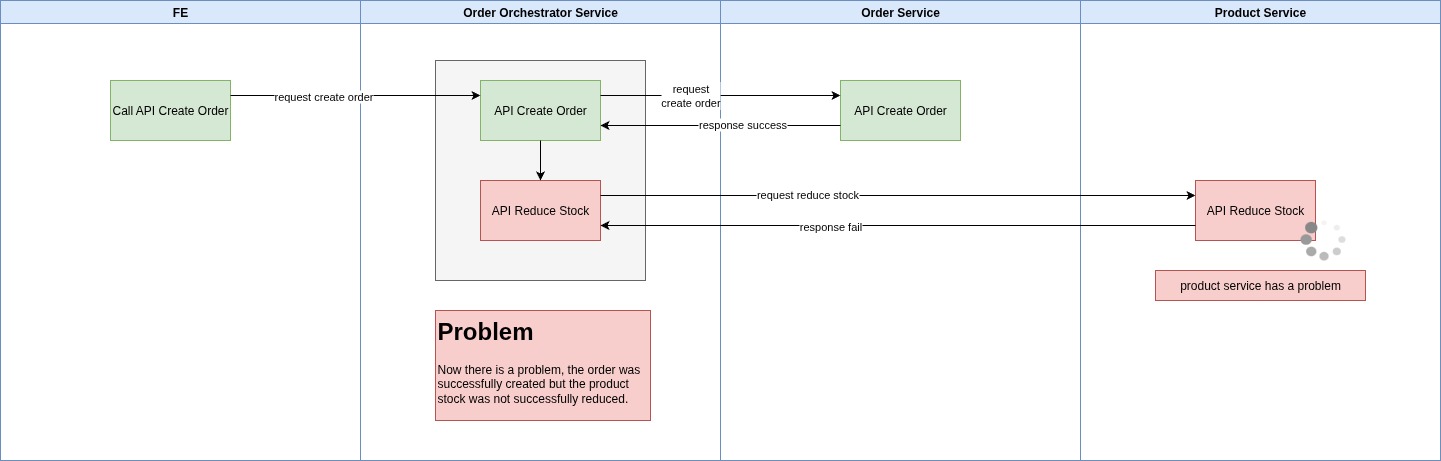 FE
Order Orchestrator Service
Order Service
Product Service
Call API Create Order
request create order
API Create Order
request
create order
response success
API Create Order
API Reduce Stock
request reduce stock
response fail
API Reduce Stock
product service has a problem
Problem
Now there is a problem, the order was
successfully created but the product
stock was not successfully reduced.